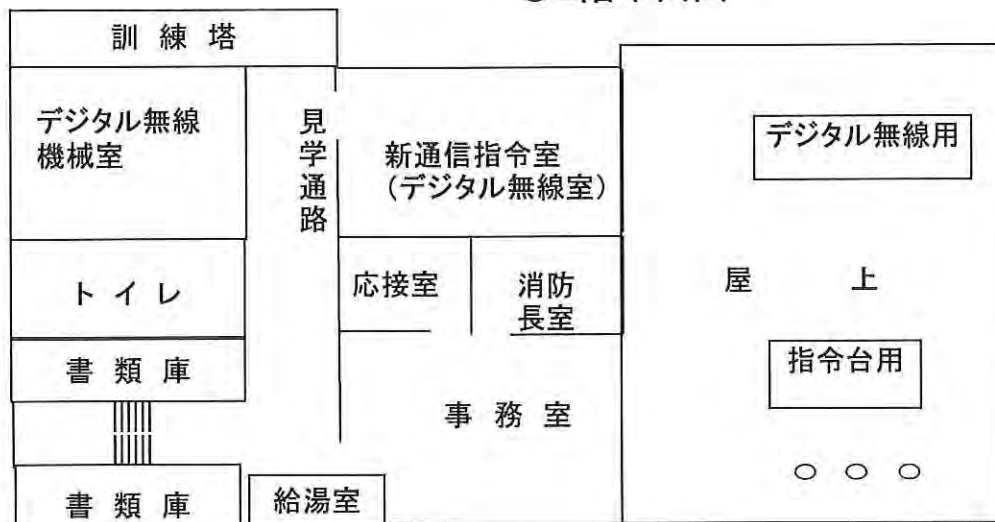 訓 練 塔
デジタル無線
機械室
見学通路
新通信指令室
(デジタル無線室)
デジタル無線用
ト イ レ
応接室
消防
長室
屋 上
書 類 庫
指令台用
事 務 室
書 類 庫
給湯室